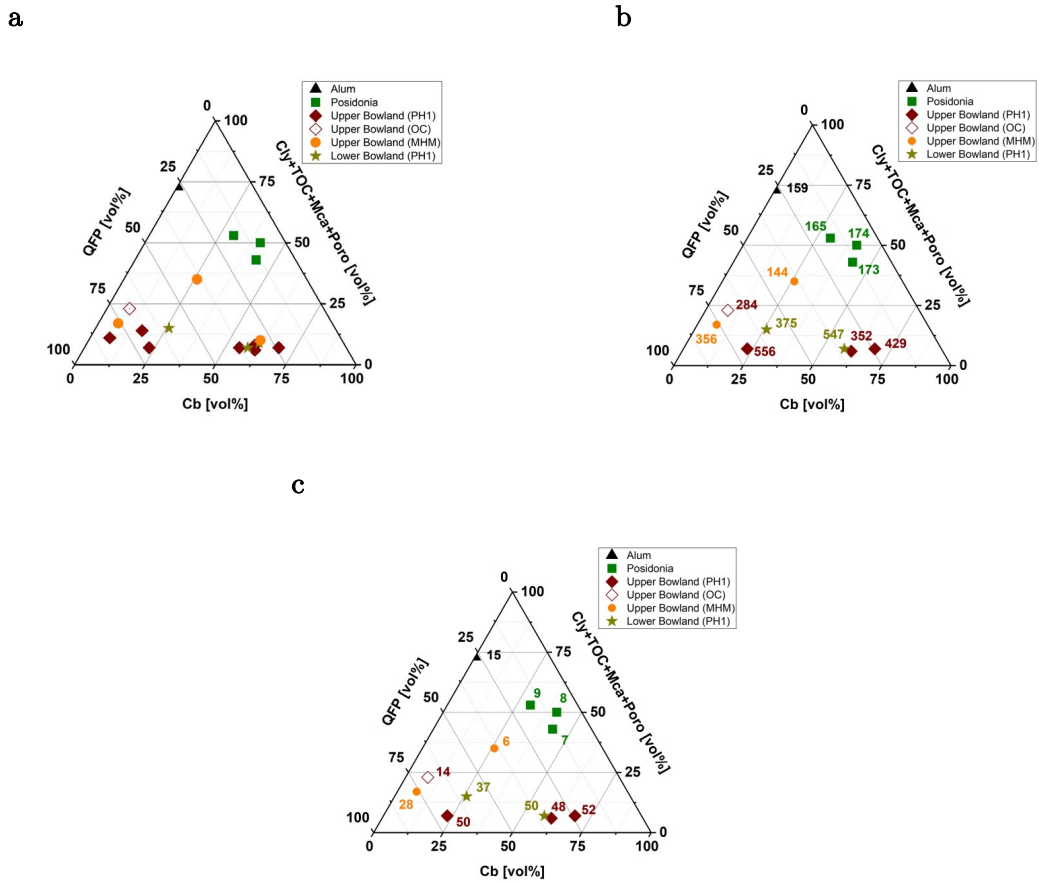 a
Alum
Posidonia
Upper Bowland (PH1)
Upper Bowland (OC)
Upper Bowland (MHM)
Lower Bowland (PH1)
0
100
25
75
50
50
75
25
100
0
0
25
50
75
100
QFP [vol%]
Cly+TOC+Mca+Poro [vol%]
Cb [vol%]
b
Alum
Posidonia
Upper Bowland (PH1)
Upper Bowland (OC)
Upper Bowland (MHM)
Lower Bowland (PH1)
0
100
25
75
50
50
75
25
100
0
0
25
50
75
100
QFP [vol%]
Cly+TOC+Mca+Poro [vol%]
Cb [vol%]
159
165
174
173
144
284
356
375
556
547
352
429
c
Alum
Posidonia
Upper Bowland (PH1)
Upper Bowland (OC)
Upper Bowland (MHM)
Lower Bowland (PH1)
0
100
25
75
50
50
75
25
100
0
0
25
50
75
100
QFP [vol%]
Cly+TOC+Mca+Poro [vol%]
Cb [vol%]
15
9
8
7
6
14
28
37
50
50
48
52